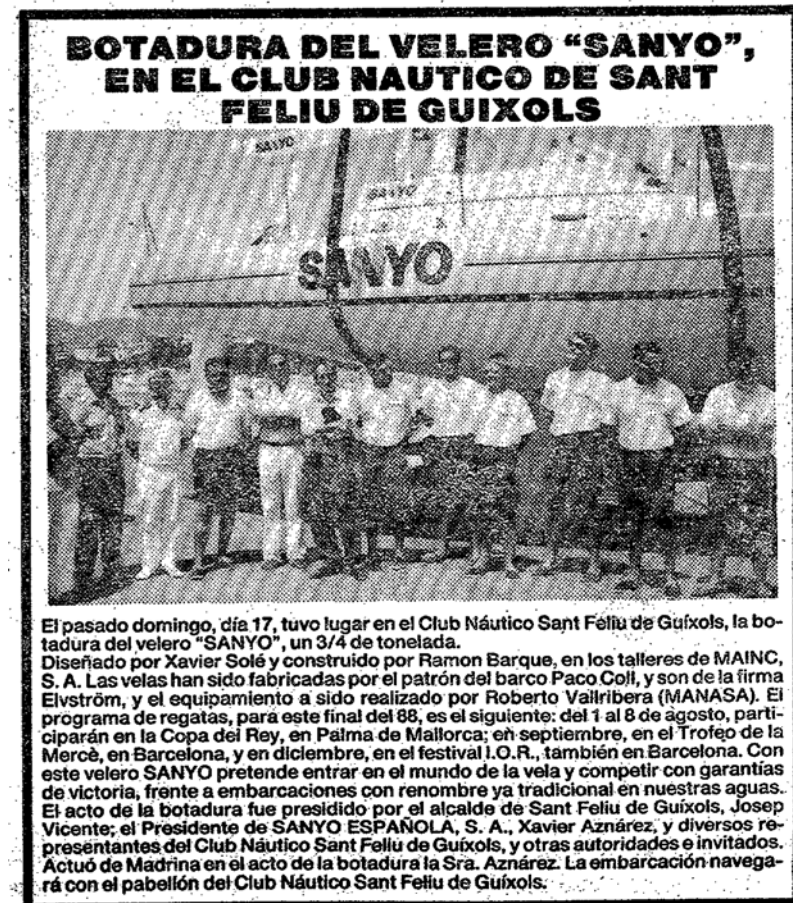 BOTADURA DEL VELERO “SANYO”,
EN EL CLUB NAUTICO DE SANT
FELIU DE GUIXOLS
SANYO
SANYO
SANYO
El pasado domingo, día 17, tuvo lugar en el Club Náutico Sant Feliu de Guíxols, la bo-
tadura del velero “SANYO”, un 3/4 de tonelada.
Diseñado por Xavier Solé y construido por Ramon Barque, en los talleres de MAINC,
S. A. Las velas han sido fabricadas por el patrón del barco Paco Coll, y son de la firma
Elvström, y el equipamiento a sido realizado por Roberto Vallribera (MANASA). El
programa de regatas, para este final del 88, es el siguiente: del 1 al 8 de agosto, parti-
ciparán en la Copa del Rey, en Palma de Mallorca; en septiembre, en el Trofeo de la
Mercè, en Barcelona, y en diciembre, en el festival I.O.R., también en Barcelona. Con
este velero SANYO pretende entrar en el mundo de la vela y competir con garantías
de victoria, frente a embarcaciones con renombre ya tradicional en nuestras aguas.
El acto de la botadura fue presidido por el alcalde de Sant Feliu de Guíxols, Josep
Vicente; el Presidente de SANYO ESPAÑOLA, S. A., Xavier Aznárez, y diversos re-
presentantes del Club Náutico Sant Feliu de Guíxols, y otras autoridades e invitados.
Actuó de Madrina en el acto de la botadura la Sra. Aznárez. La embarcación navega-
rá con el pabellón del Club Náutico Sant Feliu de Guíxols.